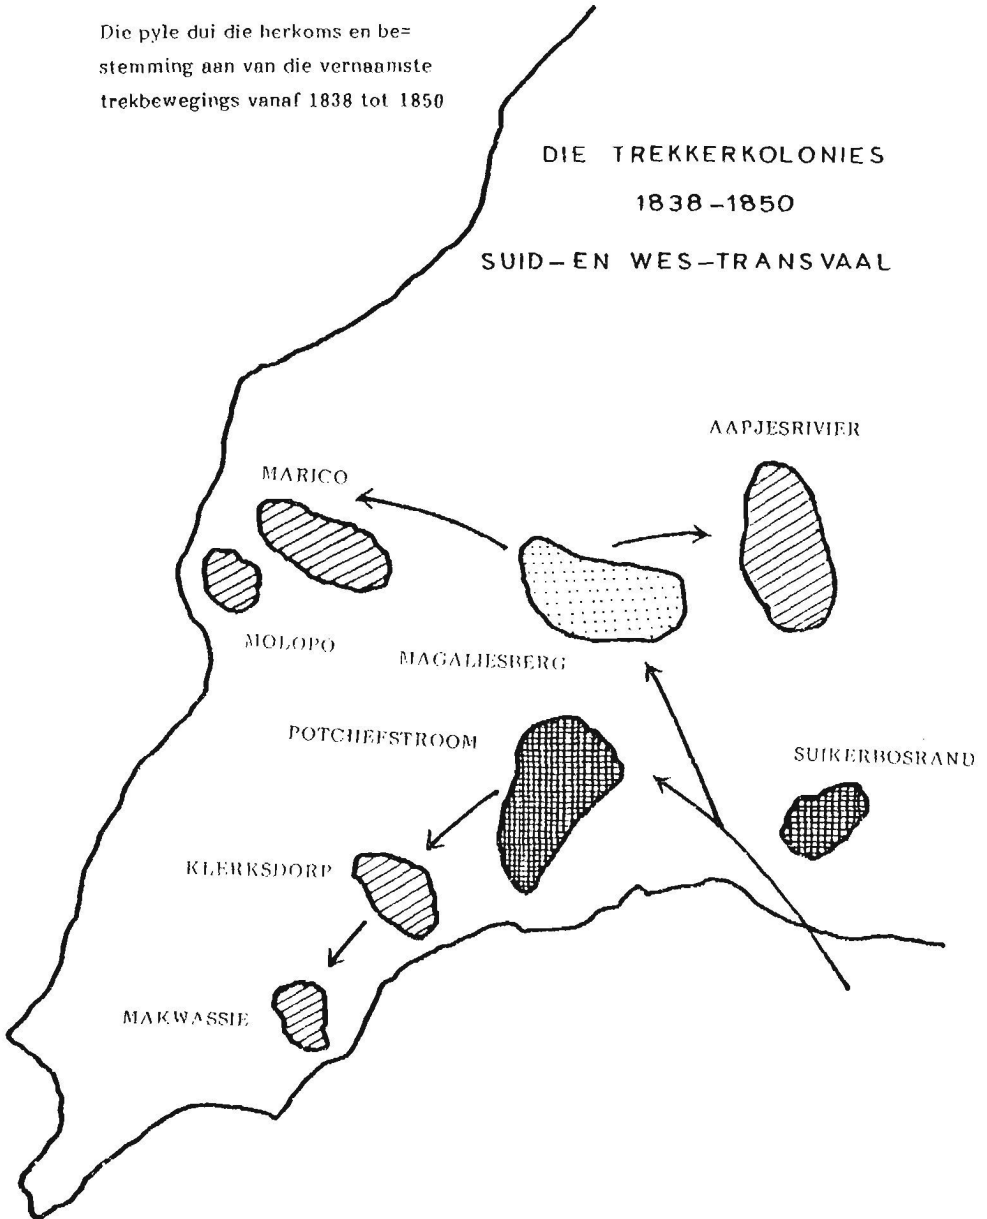 Die pyle dui die herkoms en be=
stemming aan van die vernaamste
trekbewegings vanaf 1838 tot 1850
DIE TREKKERKOLONIES
1838-1850
SUID-EN WES-TRANSVAAL
AAPJESRIVIER
MARICO
MOLOPO
MAGALIESBERG
POTCHEFSTROOM
SUIKERBOSRAND
KLERKSDORP
MAKWASSIE